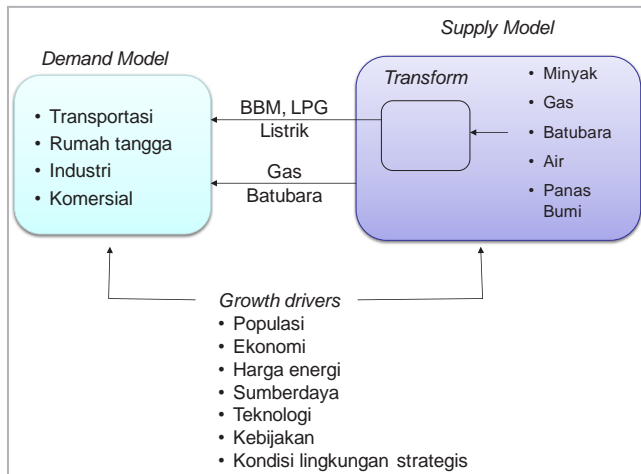 Supply Model
Demand Model
Transform
• Transportasi
• Rumah tangga
• Industri
• Komersial
BBM, LPG
Listrik
Gas
Batubara
• Minyak
• Gas
• Batubara
• Air
• Panas
Bumi
Growth drivers
• Populasi
• Ekonomi
• Harga energi
• Sumberdaya
• Teknologi
• Kebijakan
• Kondisi lingkungan strategis